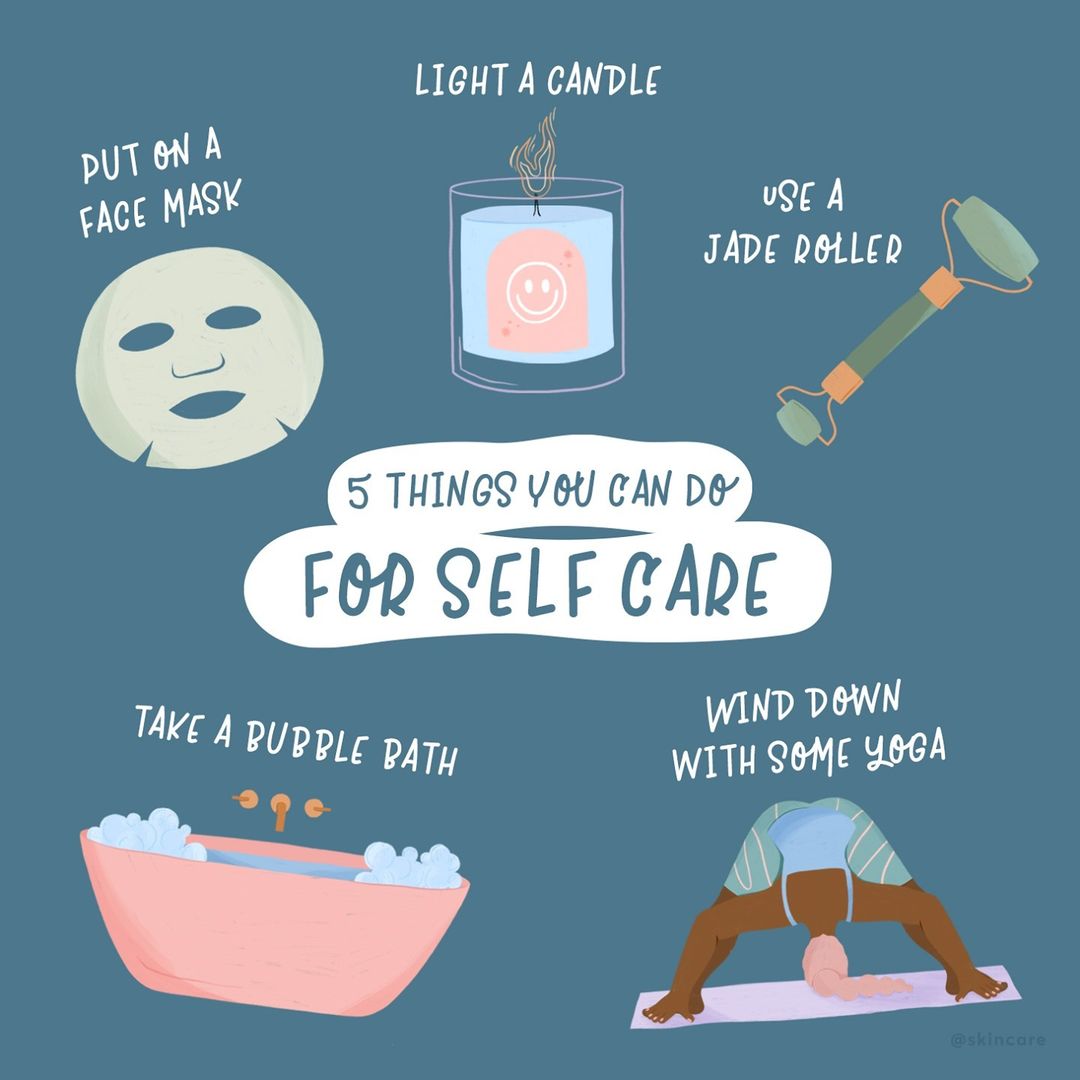 LIGHT A CANDLE
PUT ON A
FACE MASK
USE A
JADE ROLLER
5 THINGS YOU CAN DO
FOR SELF CARE
TAKE A BUBBLE BATH
WIND DOWN
WITH SOME YOGA
@skincare